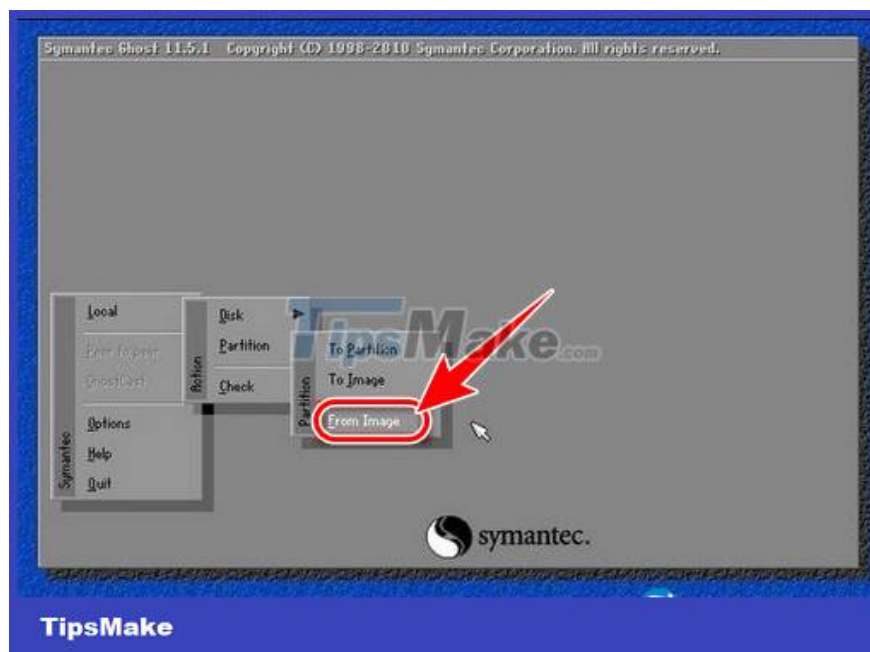 Symantec Ghost 11.5.1 Copyright (C) 1998-2010 Symantec Corporation. All rights reserved.
Local
Peer to peer
GhostCast
Options
Help
Quit
Symantec
Disk
Partition
Check
Action
To Partition
To Image
From Image
Partition
TipsMake.com
symantec.
TipsMake